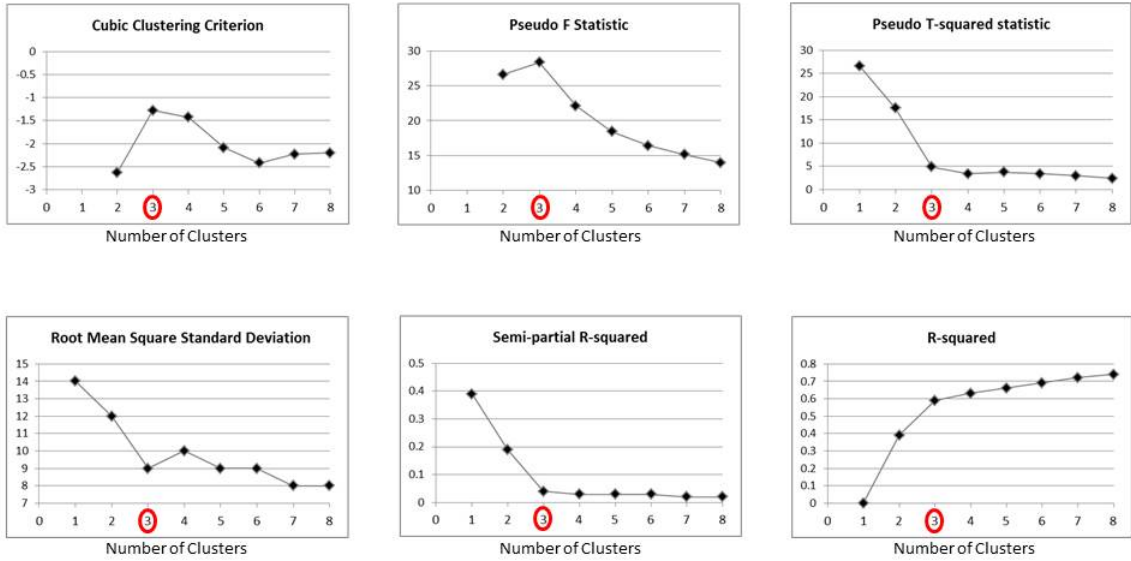 Cubic Clustering Criterion
0
-0.5
-1
-1.5
-2
-2.5
-3
0 1 2 3 4 5 6 7 8
Number of Clusters
Pseudo F Statistic
30
25
20
15
10
0 1 2 3 4 5 6 7 8
Number of Clusters
Pseudo T-squared statistic
30
25
20
15
10
5
0
0 1 2 3 4 5 6 7 8
Number of Clusters
Root Mean Square Standard Deviation
15
14
13
12
11
10
9
8
7
0 1 2 3 4 5 6 7 8
Number of Clusters
Semi-partial R-squared
0.5
0.4
0.3
0.2
0.1
0
0 1 2 3 4 5 6 7 8
Number of Clusters
R-squared
0.8
0.7
0.6
0.5
0.4
0.3
0.2
0.1
0
0 1 2 3 4 5 6 7 8
Number of Clusters